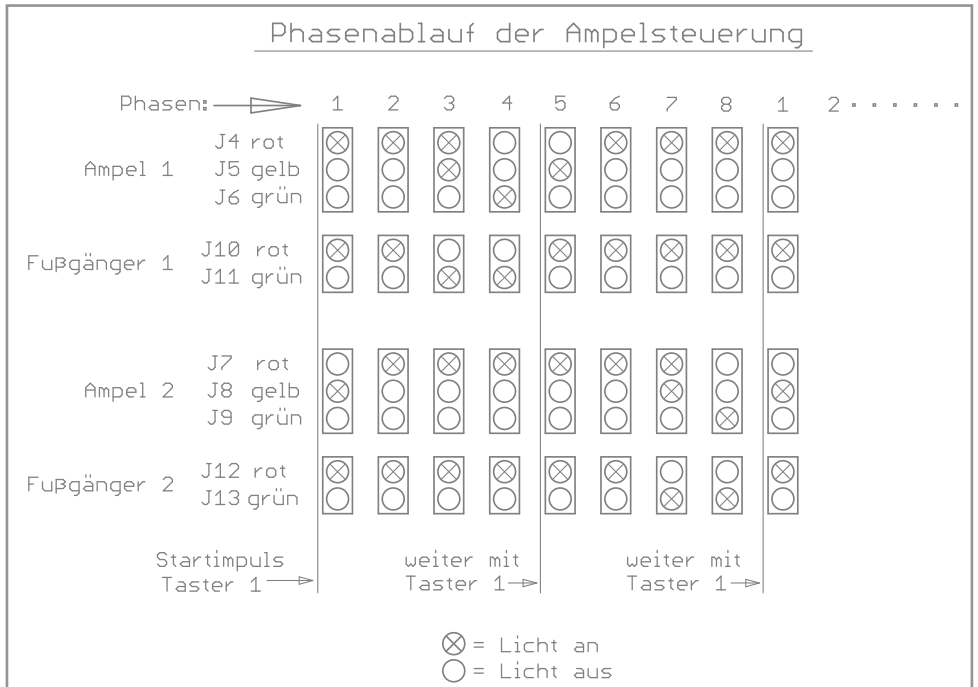 Phasenablauf der Ampelsteuerung
Phasen: 1 2 3 4 5 6 7 8 1 2 . . . . . .
Ampel 1
J4 rot
J5 gelb
J6 grün
Fußgänger 1
J10 rot
J11 grün
Ampel 2
J7 rot
J8 gelb
J9 grün
Fußgänger 2
J12 rot
J13 grün
Startimpuls
Taster 1
weiter mit
Taster 1
weiter mit
Taster 1
= Licht an
= Licht aus